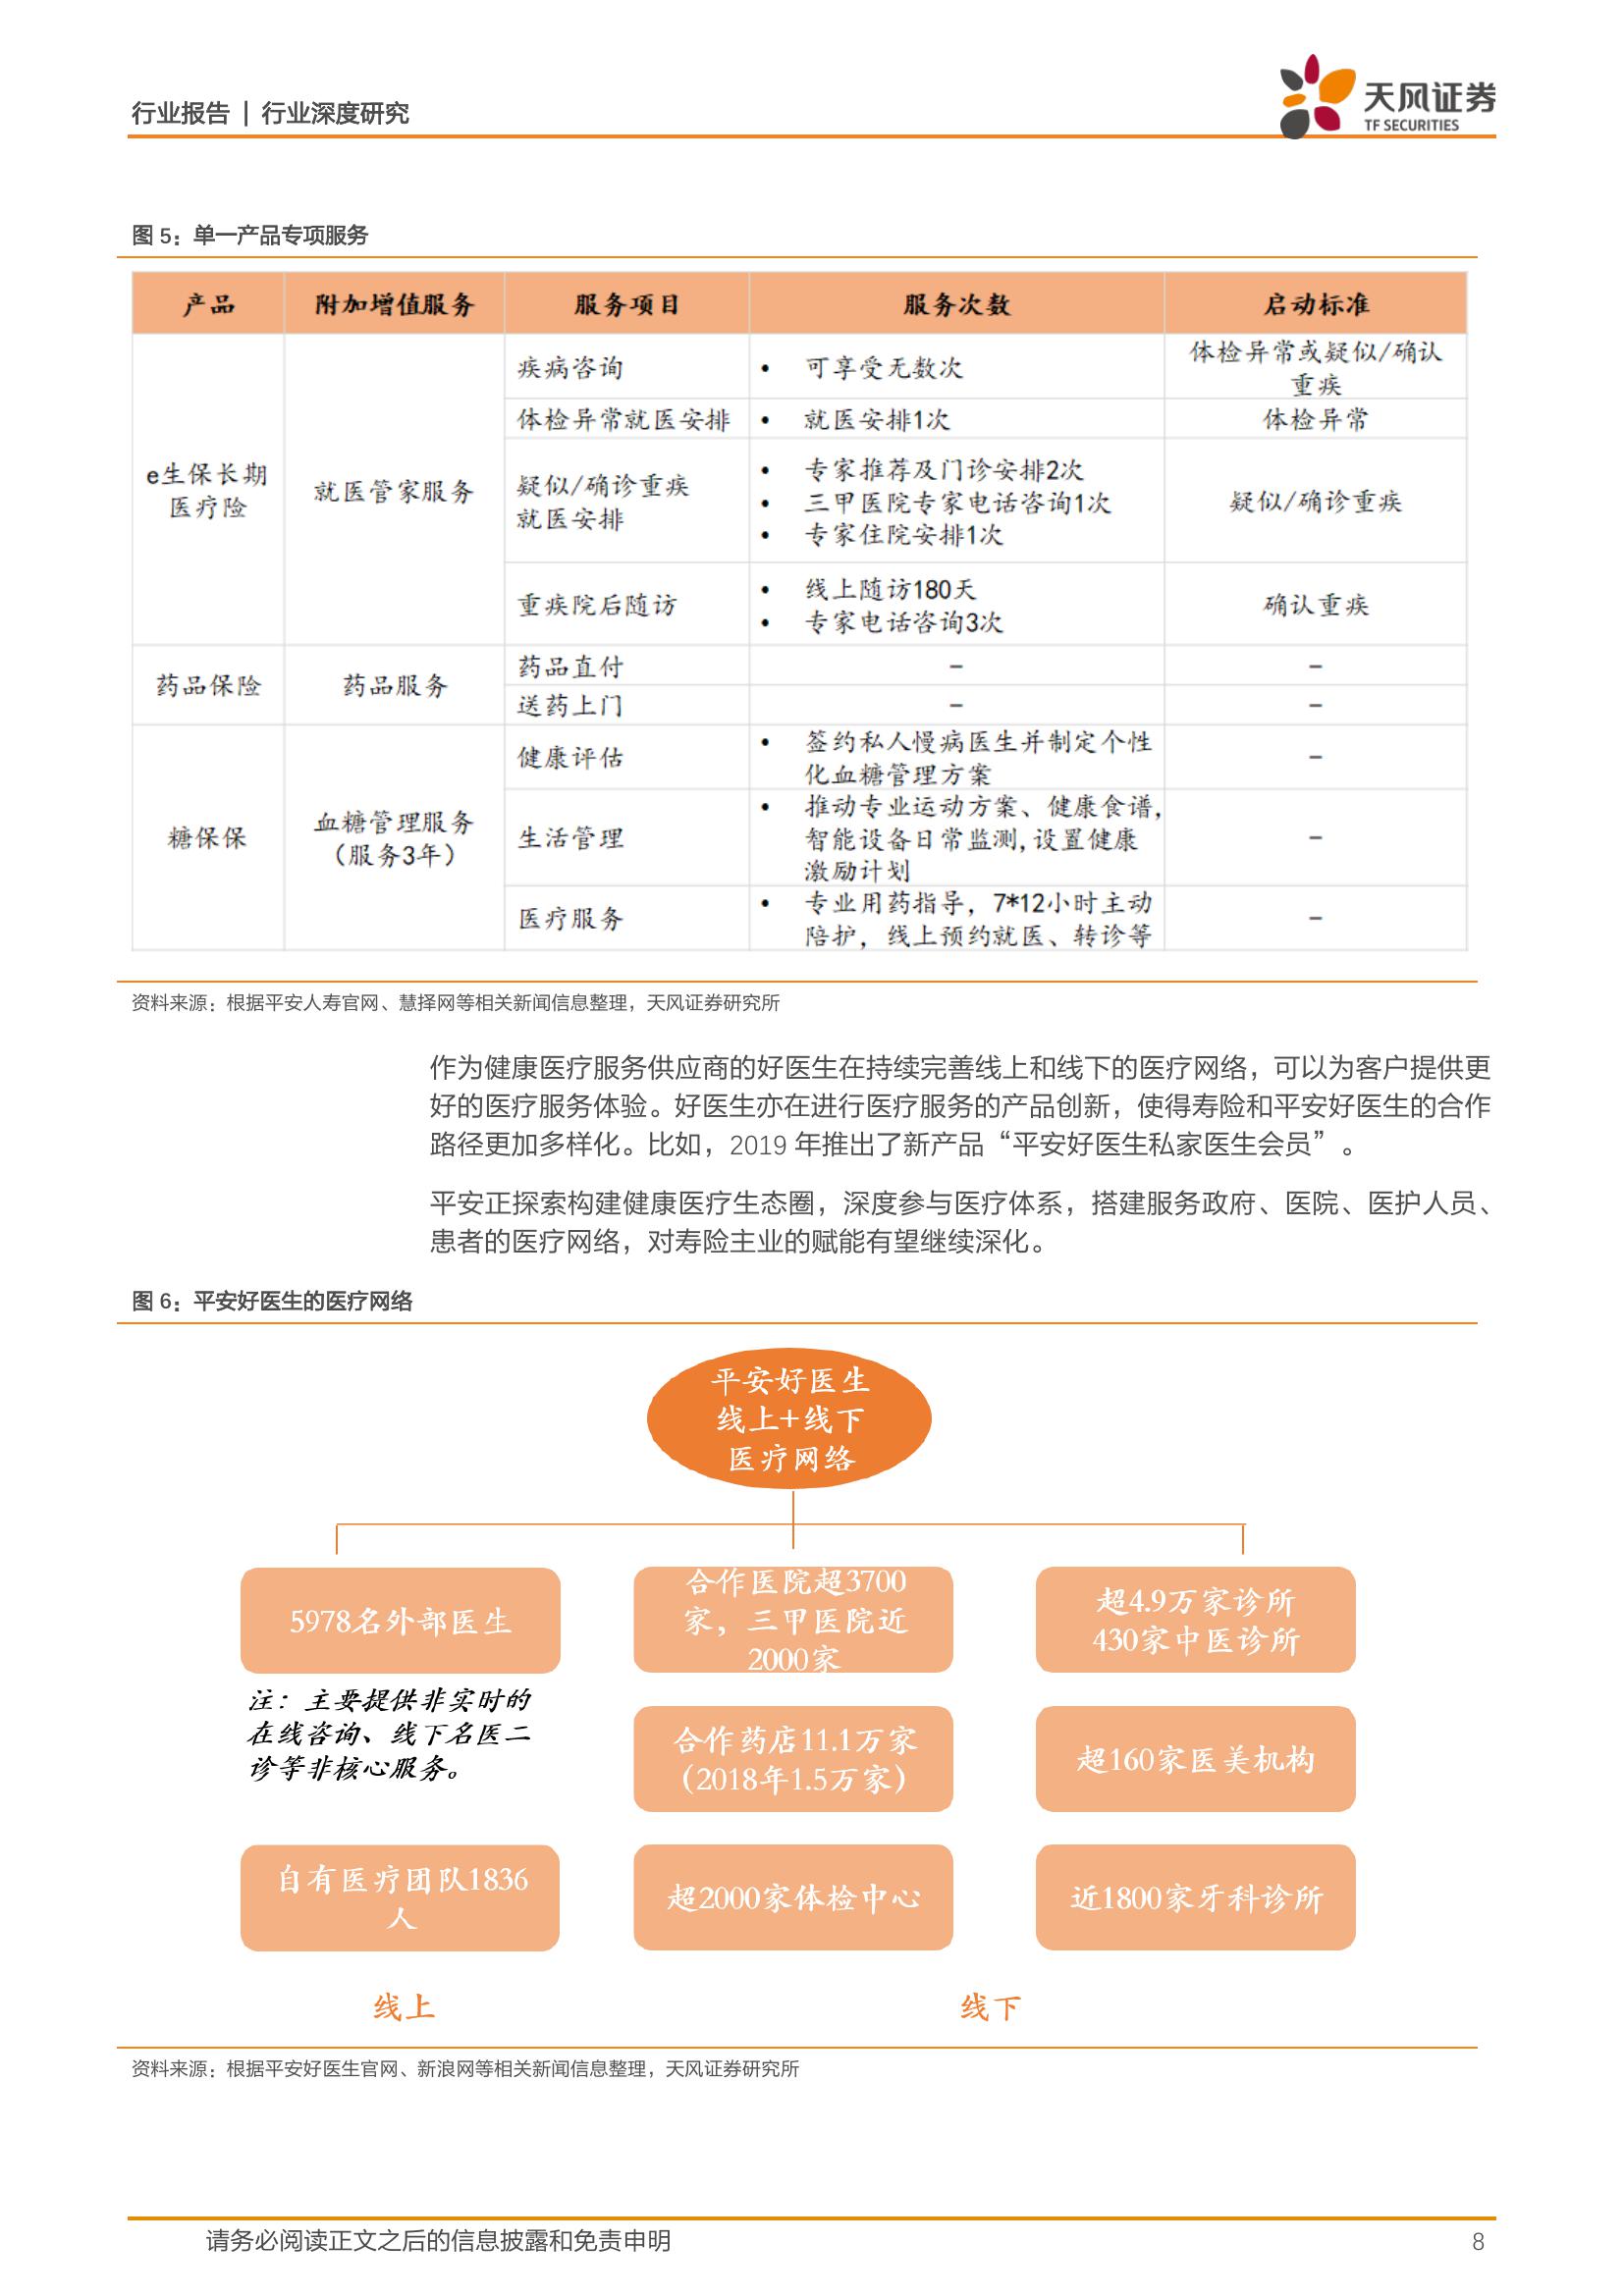 行业报告 | 行业深度研究
天风证券
TF SECURITIES
图 5：单一产品专项服务
产品 附加增值服务 服务项目 服务次数 启动标准
e生保长期
医疗险
就医管家服务
疾病咨询
• 可享受无数次
体检异常或疑似/确认
重疾
体检异常就医安排
• 就医安排1次
体检异常
疑似/确诊重疾
就医安排
• 专家推荐及门诊安排2次
• 三甲医院专家电话咨询1次
• 专家住院安排1次
疑似/确诊重疾
重疾院后随访
• 线上随访180天
• 专家电话咨询3次
确认重疾
药品保险
药品服务
药品直付 – –
送药上门 – –
糖保保
血糖管理服务
（服务3年）
健康评估
• 签约私人慢病医生并制定个性
化血糖管理方案
–
生活管理
• 推动专业运动方案、健康食谱，
智能设备日常监测，设置健康
激励计划
–
医疗服务
• 专业用药指导，7*12小时主动
陪护，线上预约就医、转诊等
–
资料来源：根据平安人寿官网、慧择网等相关新闻信息整理，天风证券研究所
作为健康医疗服务供应商的好医生在持续完善线上和线下的医疗网络，可以为客户提供更
好的医疗服务体验。好医生亦在进行医疗服务的产品创新，使得寿险和平安好医生的合作
路径更加多样化。比如，2019 年推出了新产品“平安好医生私家医生会员”。
平安正探索构建健康医疗生态圈，深度参与医疗体系，搭建服务政府、医院、医护人员、
患者的医疗网络，对寿险主业的赋能有望继续深化。
图 6：平安好医生的医疗网络
平安好医生
线上+线下
医疗网络
5978名外部医生
注：主要提供非实时的
在线咨询、线下名医二
诊等非核心服务。
自有医疗团队1836
人
合作医院超3700
家，三甲医院近
2000家
合作药店11.1万家
（2018年1.5万家）
超2000家体检中心
超4.9万家诊所
430家中医诊所
超160家医美机构
近1800家牙科诊所
线上
线下
资料来源：根据平安好医生官网、新浪网等相关新闻信息整理，天风证券研究所
请务必阅读正文之后的信息披露和免责申明
8